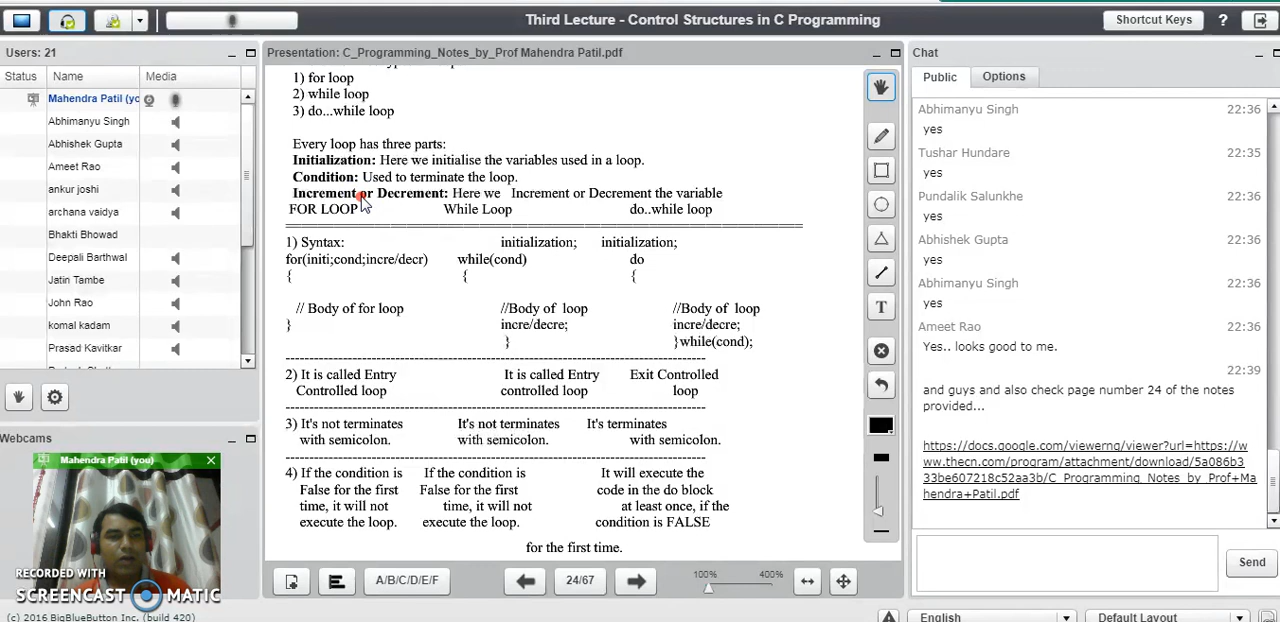 Third Lecture - Control Structures in C Programming
Shortcut Keys
?
Users: 21
Status Name Media
Mahendra Patil (yo
Abhimanyu Singh
Abhishek Gupta
Ameet Rao
ankur joshi
archana vaidya
Bhakti Bhowad
Deepali Barthwal
Jatin Tambe
John Rao
komal kadam
Prasad Kavitkar
Webcams
Mahendra Patil (you)
RECORDED WITH
SCREENCAST MATIC
(c) 2016 BigBlueButton Inc. (build 420)
Presentation: C_Programming_Notes_by_Prof Mahendra Patil.pdf
1) for loop
2) while loop
3) do...while loop
Every loop has three parts:
Initialization: Here we initialise the variables used in a loop.
Condition: Used to terminate the loop.
Increment or Decrement: Here we Increment or Decrement the variable
FOR LOOP While Loop do..while loop
1) Syntax: initialization; initialization;
for(initi;cond;incre/decr) while(cond) do
{ { {
// Body of for loop //Body of loop //Body of loop
} incre/decre; incre/decre;
} }while(cond);
2) It is called Entry It is called Entry Exit Controlled
Controlled loop controlled loop loop
3) It's not terminates It's not terminates It's terminates
with semicolon. with semicolon. with semicolon.
4) If the condition is If the condition is It will execute the
False for the first False for the first code in the do block
time, it will not time, it will not at least once, if the
execute the loop. execute the loop. condition is FALSE
for the first time.
A/B/C/D/E/F
24/67
100% 400%
T
Chat
Public Options
Abhimanyu Singh 22:36
yes
Tushar Hundare 22:35
yes
Pundalik Salunkhe 22:36
yes
Abhishek Gupta 22:36
yes
Abhimanyu Singh 22:36
yes
Ameet Rao 22:36
Yes.. looks good to me.
22:39
and guys and also check page number 24 of the notes
provided...
https://docs.google.com/viewerng/viewer?url=https://w
ww.thecn.com/program/attachment/download/5a086b3
33be607218c52aa3b/C_Programming_Notes_by_Prof+Ma
hendra+Patil.pdf
Send
English Default Layout